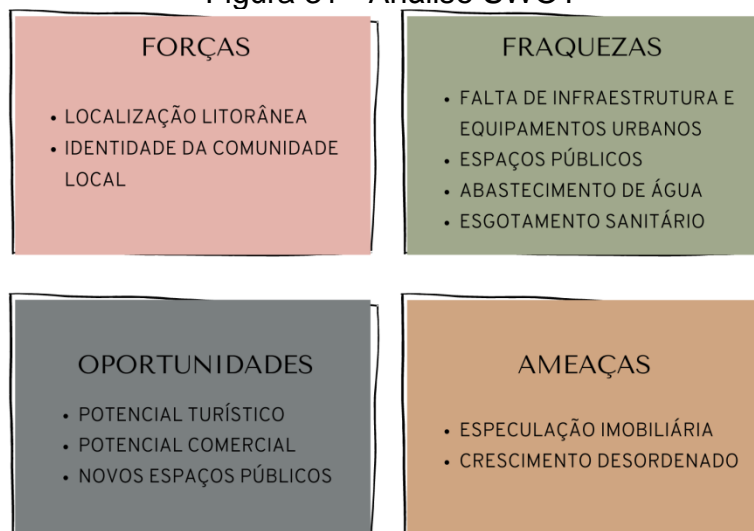 FORÇAS
• LOCALIZAÇÃO LITORÂNEA
• IDENTIDADE DA COMUNIDADE
LOCAL
FRAQUEZAS
• FALTA DE INFRAESTRUTURA E
EQUIPAMENTOS URBANOS
• ESPAÇOS PÚBLICOS
• ABASTECIMENTO DE ÁGUA
• ESGOTAMENTO SANITÁRIO
OPORTUNIDADES
• POTENCIAL TURÍSTICO
• POTENCIAL COMERCIAL
• NOVOS ESPAÇOS PÚBLICOS
AMEAÇAS
• ESPECULAÇÃO IMOBILIÁRIA
• CRESCIMENTO DESORDENADO